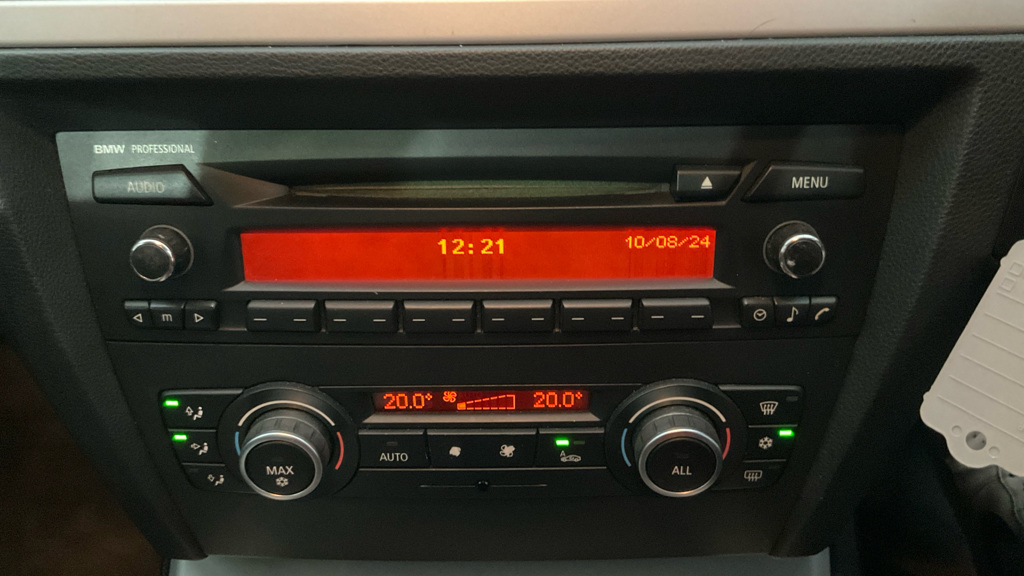 BMW PROFESSIONAL
AUDIO
MENU
12:21 10/08/24
m
20.0° 20.0°
MAX
AUTO
A
ALL